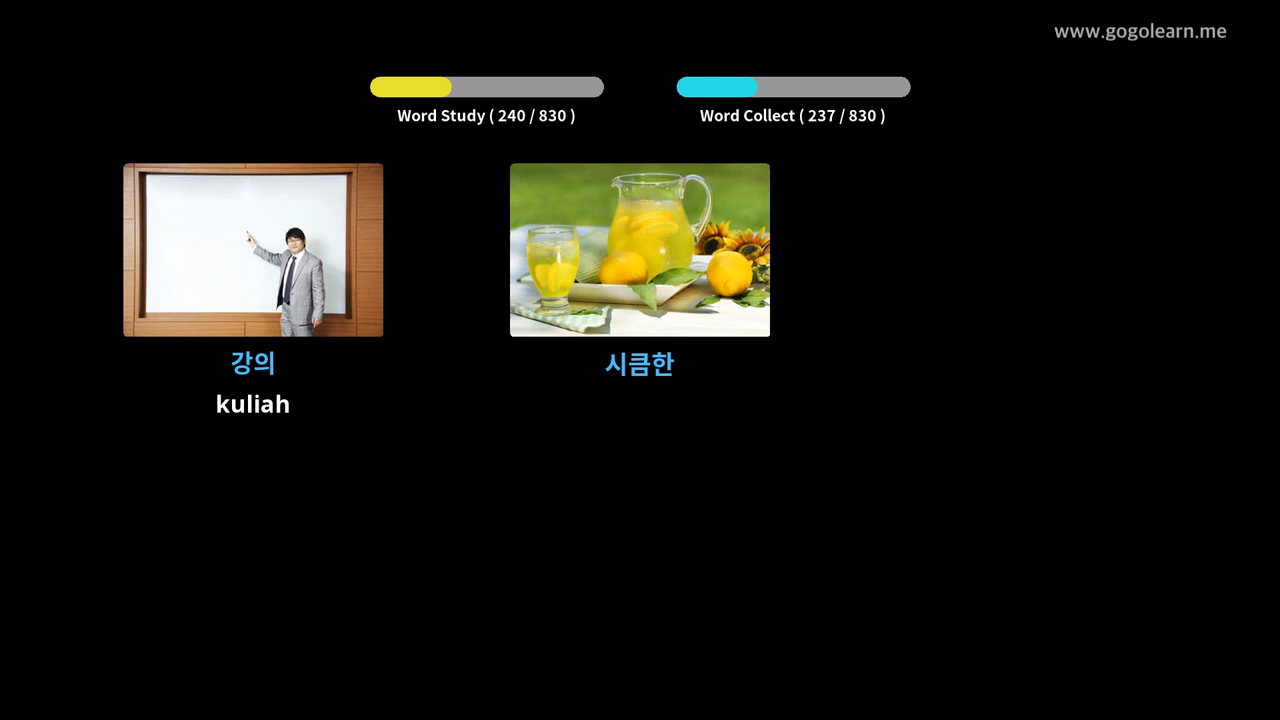 www.gogolearn.me
Word Study ( 240 / 830 )
Word Collect ( 237 / 830 )
강의
kuliah
시큼한